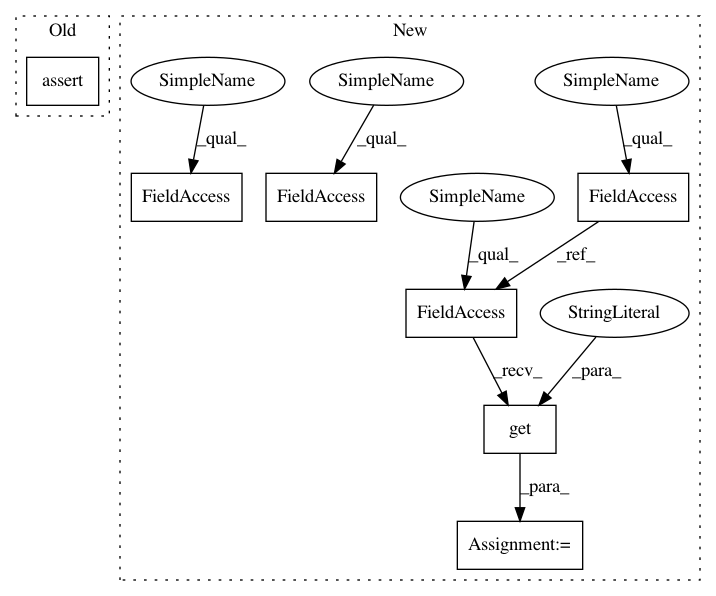 Old
New
assert
SimpleName
SimpleName
SimpleName
_qual_
_qual_
_qual_
FieldAccess
FieldAccess
SimpleName
FieldAccess
_qual_
_ref_
FieldAccess
StringLiteral
_recv_
_para_
get
_para_
Assignment:=